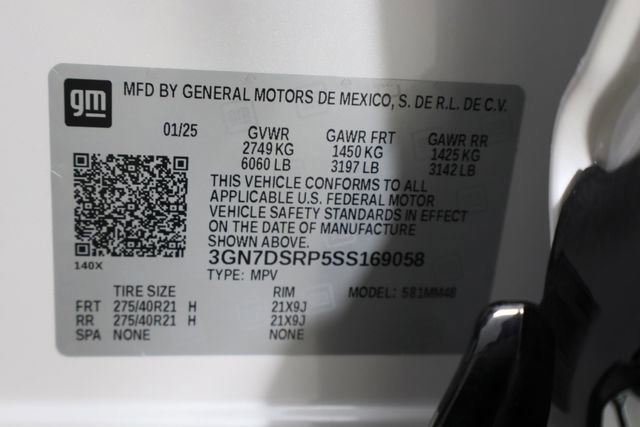 gm
MFD BY GENERAL MOTORS DE MEXICO, S. DE R.L. DE C.V.
01/25 GVWR GAWR FRT GAWR RR
2749 KG 1450 KG 1425 KG
6060 LB 3197 LB 3142 LB
THIS VEHICLE CONFORMS TO ALL
APPLICABLE U.S. FEDERAL MOTOR
VEHICLE SAFETY STANDARDS IN EFFECT
ON THE DATE OF MANUFACTURE
SHOWN ABOVE.
140X
3GN7DSRP5SS169058
TYPE: MPV
TIRE SIZE RIM MODEL: 581MM48
FRT 275/40R21 H 21X9J
RR 275/40R21 H 21X9J
SPA NONE NONE